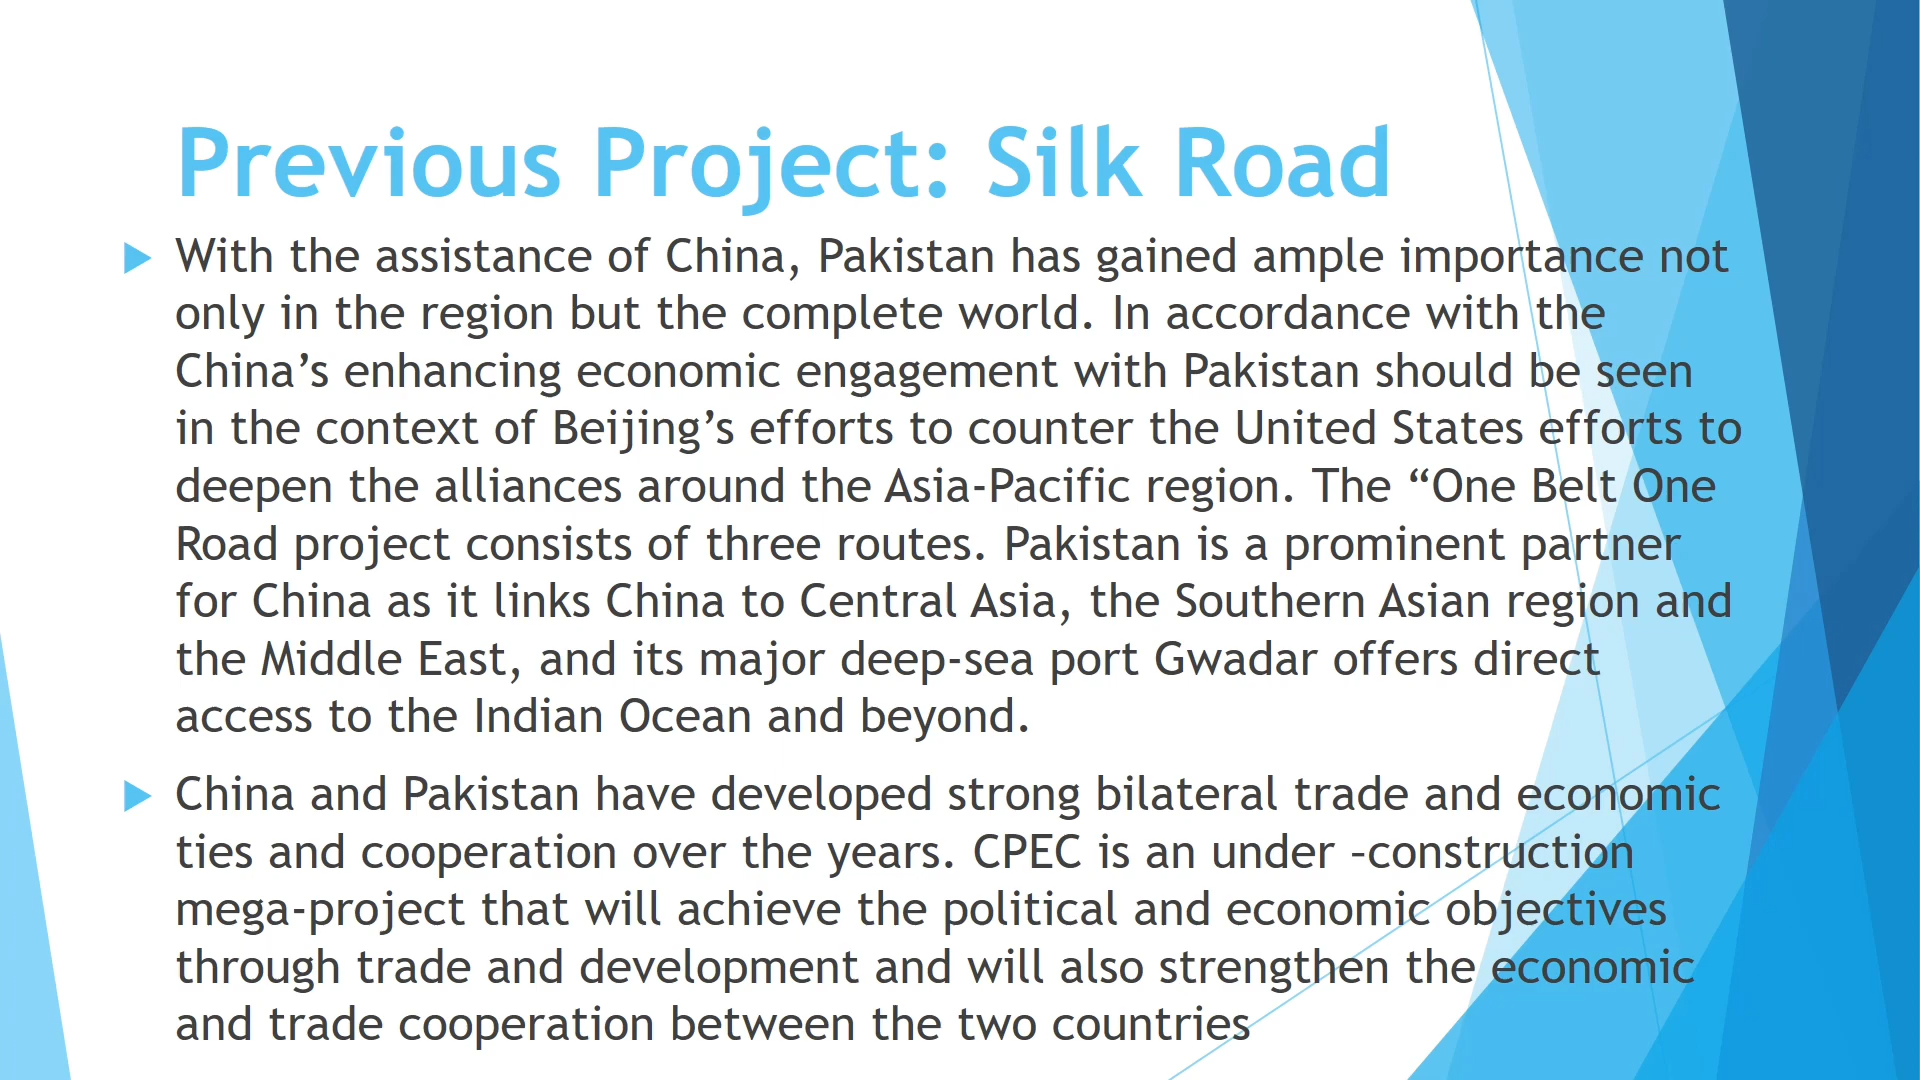 Previous Project: Silk Road
With the assistance of China, Pakistan has gained ample importance not
only in the region but the complete world. In accordance with the
China’s enhancing economic engagement with Pakistan should be seen
in the context of Beijing’s efforts to counter the United States efforts to
deepen the alliances around the Asia-Pacific region. The “One Belt One
Road project consists of three routes. Pakistan is a prominent partner
for China as it links China to Central Asia, the Southern Asian region and
the Middle East, and its major deep-sea port Gwadar offers direct
access to the Indian Ocean and beyond.
China and Pakistan have developed strong bilateral trade and economic
ties and cooperation over the years. CPEC is an under –construction
mega-project that will achieve the political and economic objectives
through trade and development and will also strengthen the economic
and trade cooperation between the two countries